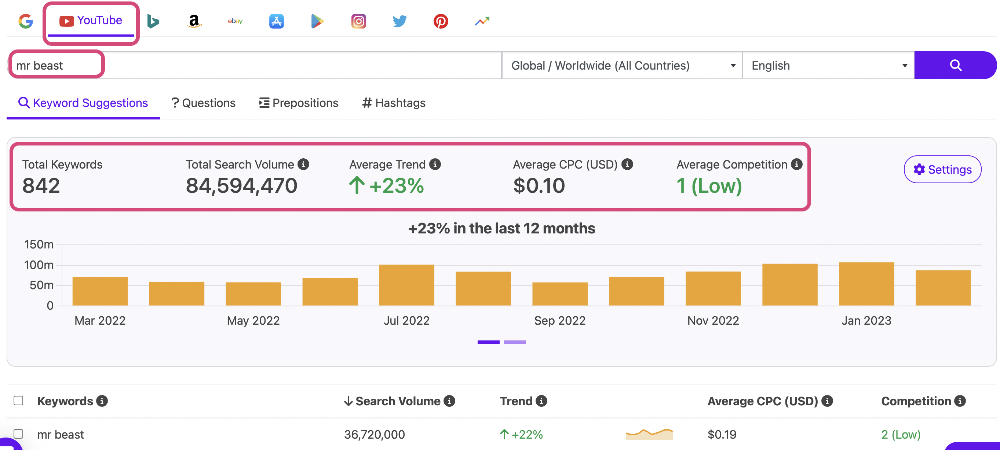 YouTube
a
ebay
mr beast
Global / Worldwide (All Countries)
English
Keyword Suggestions
? Questions
Prepositions
# Hashtags
Total Keywords
842
Total Search Volume
84,594,470
Average Trend
+23%
Average CPC (USD)
$0.10
Average Competition
1 (Low)
Settings
+23% in the last 12 months
150m
100m
50m
0
Mar 2022
May 2022
Jul 2022
Sep 2022
Nov 2022
Jan 2023
Keywords
Search Volume
Trend
Average CPC (USD)
Competition
mr beast
36,720,000
+22%
$0.19
2 (Low)